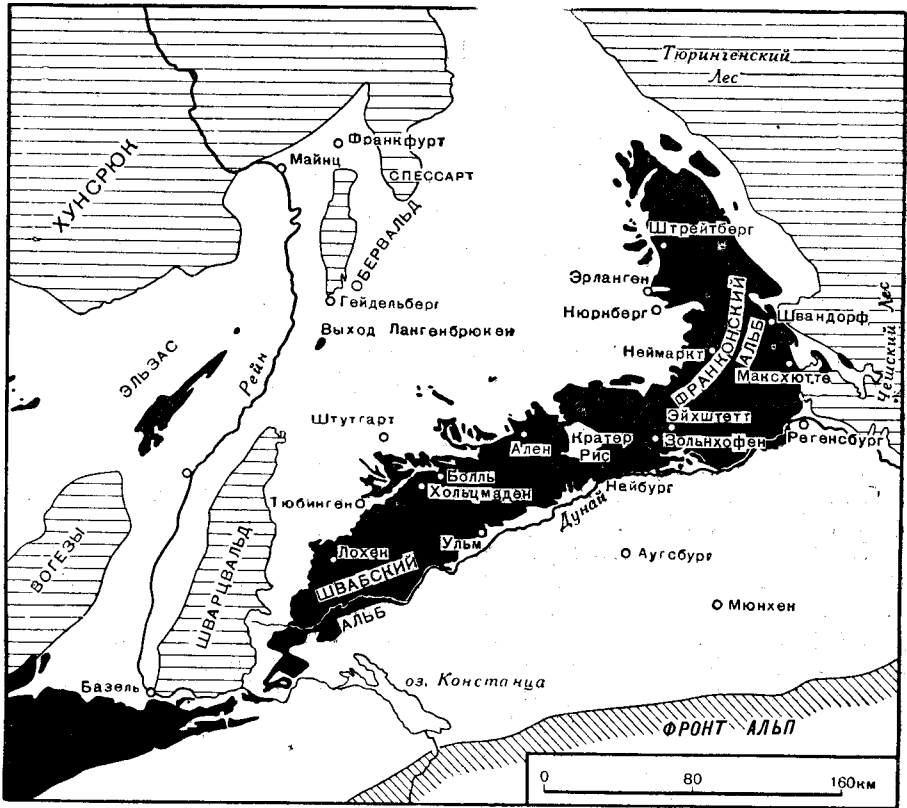 Тюрингенский
Лес
Франкфурт
Майнц
СПЕССАРТ
ХУНСРЮК
ОБЕРВАЛЬД
Штрейтберг
Эрланген
Гейдельберг
Нюрнберг
Швандорф
Чешский Лес
Выход Лангенбрюкен
Неймаркт
ФРАНКОНСКИЙ
АЛЬБ
Максхютте
ЭЛЬЗАС
Рейн
Эйхштетт
Штутгарт
Ален
Кратер
Рис
Зольнхофен
Регенсбург
Болль
Хольцмаден
Нейбург
Тюбинген
Дунай
Ульм
Лохен
Аугсбург
ВОГЕЗЫ
ШВАРЦВАЛЬД
ШВАБСКИЙ
АЛЬБ
Мюнхен
Базель
оз. Констанца
ФРОНТ АЛЬП
0 80 160км